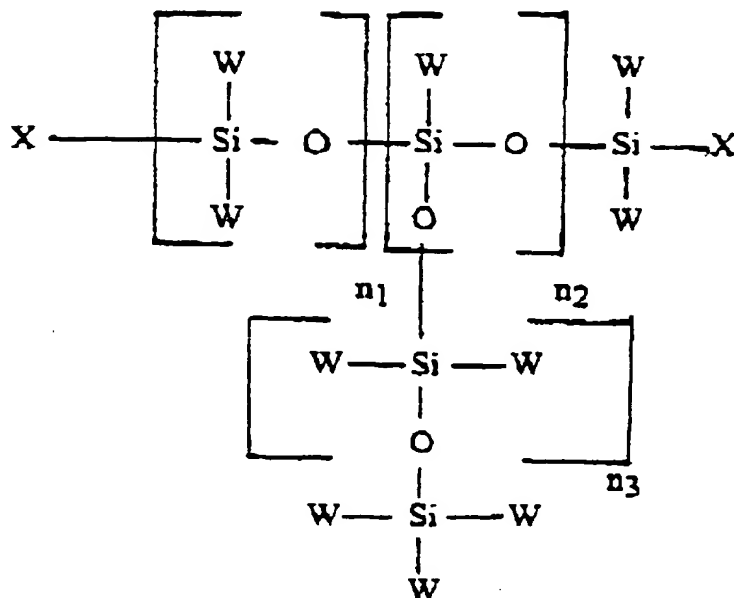 W W W
X Si O Si O Si X
W O W
n1 n2
W Si W
O
n3
W Si W
W